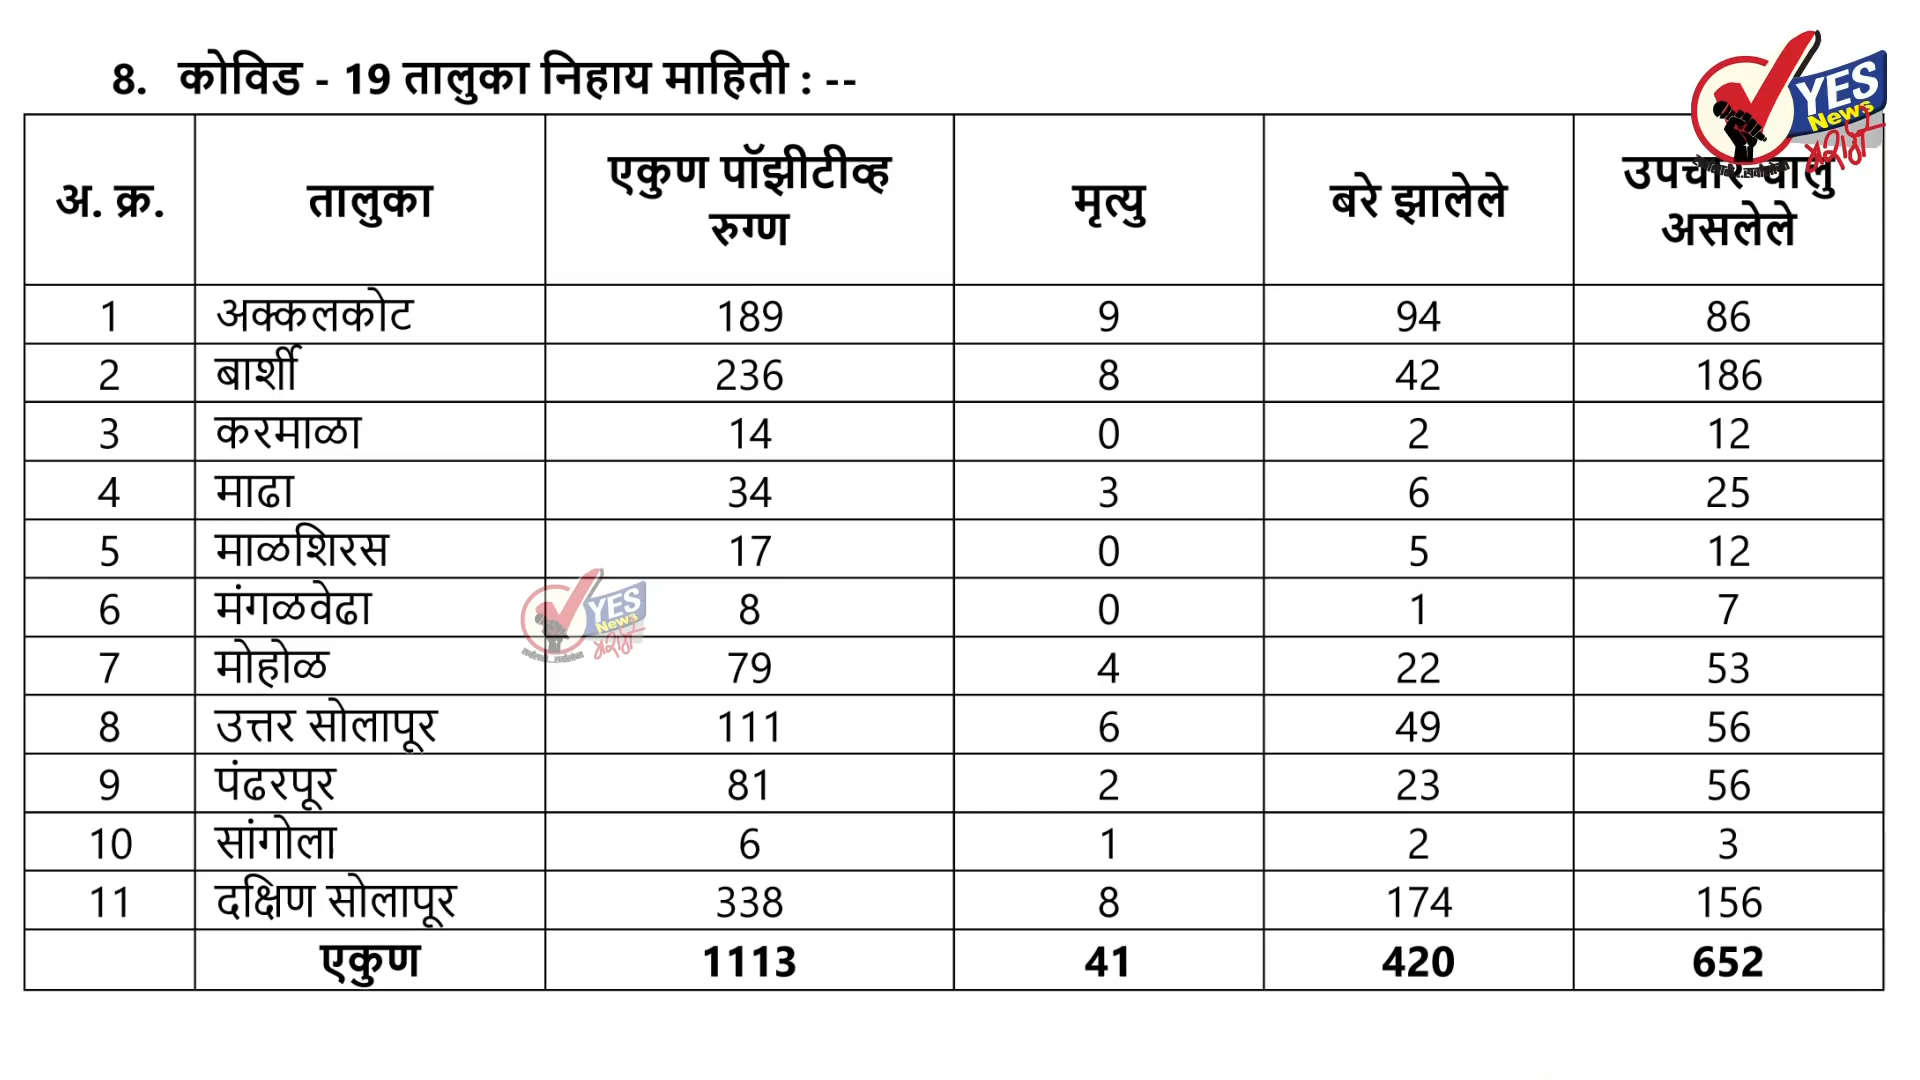 8. कोविड - 19 तालुका निहाय माहिती : --
YES
News
मराठी
अ. क्र. तालुका एकुण पॉझीटीव्ह रुग्ण मृत्यु बरे झालेले उपचार चालु असलेले
1 अक्कलकोट 189 9 94 86
2 बार्शी 236 8 42 186
3 करमाळा 14 0 2 12
4 माढा 34 3 6 25
5 माळशिरस 17 0 5 12
6 मंगळवेढा 8 0 1 7
YES
News
मराठी
7 मोहोळ 79 4 22 53
8 उत्तर सोलापूर 111 6 49 56
9 पंढरपूर 81 2 23 56
10 सांगोला 6 1 2 3
11 दक्षिण सोलापूर 338 8 174 156
एकुण 1113 41 420 652